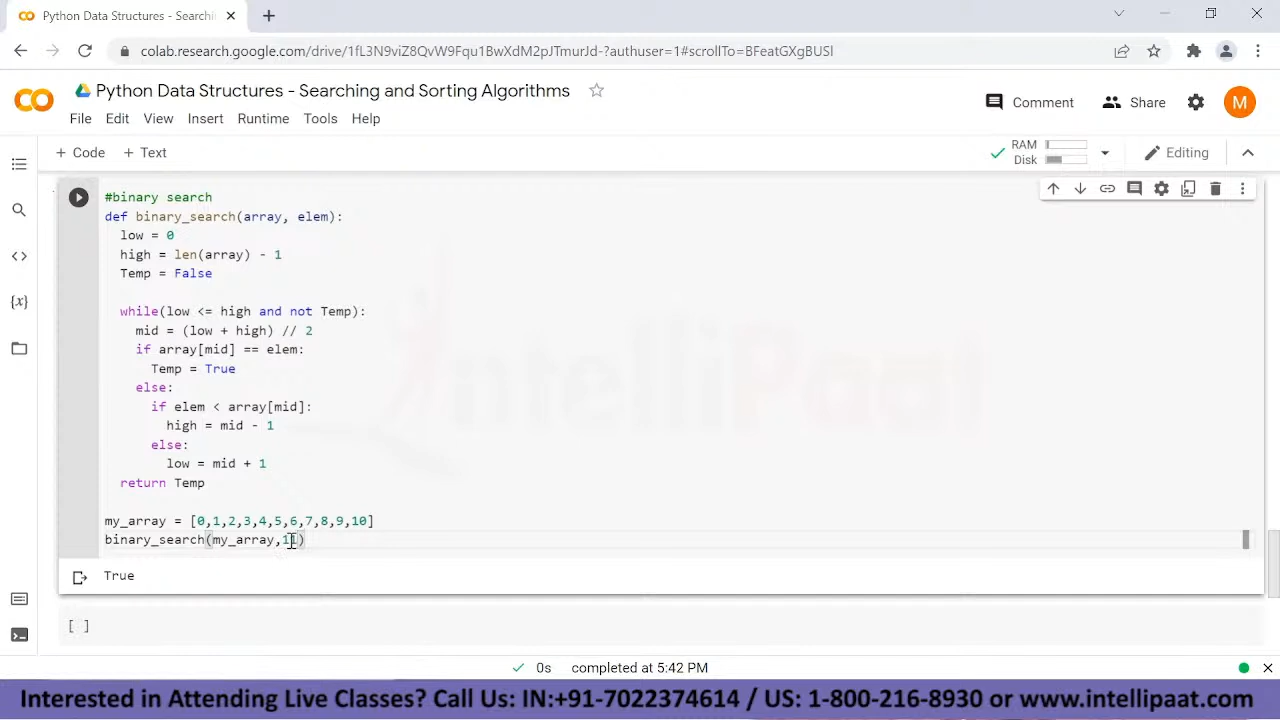 Python Data Structures - Searc
colab.research.google.com/drive/1fL3N9viZ8QvW9Fqu1BwXdM2pJTmurJd-?authuser=1#scrollTo=BFeatGXgBUSl
Python Data Structures - Searching and Sorting Algorithms
Comment
Share
M
File Edit View Insert Runtime Tools Help
+ Code + Text
RAM
Disk
Editing
#binary search
def binary_search(array, elem):
low = 0
high = len(array) - 1
Temp = False
while(low <= high and not Temp):
mid = (low + high) // 2
if array[mid] == elem:
Temp = True
else:
if elem < array[mid]:
high = mid - 1
else:
low = mid + 1
return Temp
my_array = [0,1,2,3,4,5,6,7,8,9,10]
binary_search(my_array,11)
True
[ ]
IntelliPaat
0s completed at 5:42 PM
Interested in Attending Live Classes? Call Us: IN:+91-7022374614 / US: 1-800-216-8930 or www.intellipaat.com